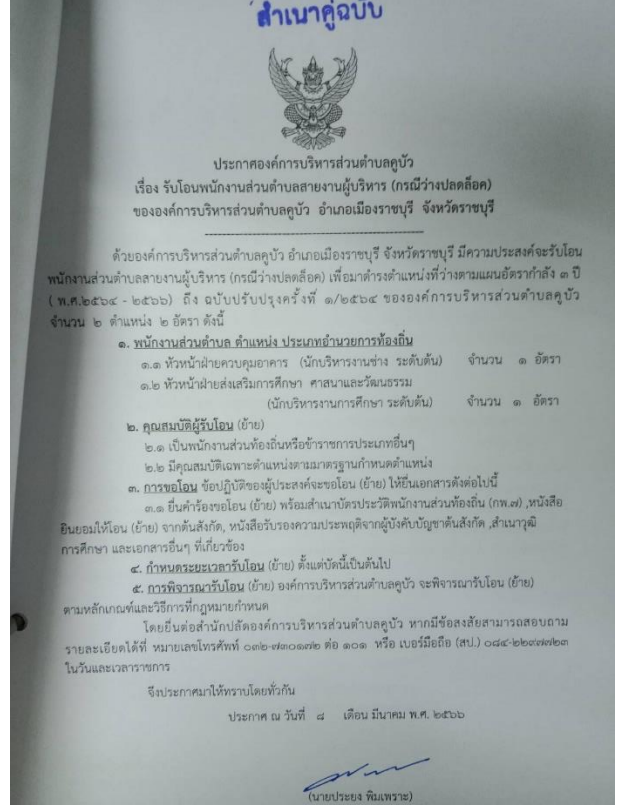 สำเนาคู่ฉบับ
ประกาศองค์การบริหารส่วนตำบลคูบัว
เรื่อง รับโอนพนักงานส่วนตำบลสายงานผู้บริหาร (กรณีว่างปลดล็อค)
ขององค์การบริหารส่วนตำบลคูบัว อำเภอเมืองราชบุรี จังหวัดราชบุรี
ด้วยองค์การบริหารส่วนตำบลคูบัว อำเภอเมืองราชบุรี จังหวัดราชบุรี มีความประสงค์จะรับโอน
พนักงานส่วนตำบลสายงานผู้บริหาร (กรณีว่างปลดล็อค) เพื่อมาดำรงตำแหน่งที่ว่างตามแผนอัตรากำลัง ๓ ปี
( พ.ศ.๒๕๖๔ - ๒๕๖๖) ถึง ฉบับปรับปรุงครั้งที่ ๑/๒๕๖๔ ขององค์การบริหารส่วนตำบลคูบัว
จำนวน ๒ ตำแหน่ง ๒ อัตรา ดังนี้
๑. พนักงานส่วนตำบล ตำแหน่ง ประเภทอำนวยการท้องถิ่น
๑.๑ หัวหน้าฝ่ายควบคุมอาคาร (นักบริหารงานช่าง ระดับต้น) จำนวน ๑ อัตรา
๑.๒ หัวหน้าฝ่ายส่งเสริมการศึกษา ศาสนาและวัฒนธรรม
(นักบริหารงานการศึกษา ระดับต้น) จำนวน ๑ อัตรา
๒. คุณสมบัติผู้รับโอน (ย้าย)
๒.๑ เป็นพนักงานส่วนท้องถิ่นหรือข้าราชการประเภทอื่นๆ
๒.๒ มีคุณสมบัติเฉพาะตำแหน่งตามมาตรฐานกำหนดตำแหน่ง
๓. การขอโอน ข้อปฏิบัติของผู้ประสงค์จะขอโอน (ย้าย) ให้ยื่นเอกสารดังต่อไปนี้
๓.๑ ยื่นคำร้องขอโอน (ย้าย) พร้อมสำเนาบัตรประวัติพนักงานส่วนท้องถิ่น (กพ.๗) ,หนังสือ
ยินยอมให้โอน (ย้าย) จากต้นสังกัด, หนังสือรับรองความประพฤติจากผู้บังคับบัญชาต้นสังกัด ,สำเนาวุฒิ
การศึกษา และเอกสารอื่นๆ ที่เกี่ยวข้อง
๔. กำหนดระยะเวลารับโอน (ย้าย) ตั้งแต่บัดนี้เป็นต้นไป
๕. การพิจารณารับโอน (ย้าย) องค์การบริหารส่วนตำบลคูบัว จะพิจารณารับโอน (ย้าย)
ตามหลักเกณฑ์และวิธีการที่กฎหมายกำหนด
โดยยื่นต่อสำนักปลัดองค์การบริหารส่วนตำบลคูบัว หากมีข้อสงสัยสามารถสอบถาม
รายละเอียดได้ที่ หมายเลขโทรศัพท์ ๐๓๒-๗๓๐๑๗๒ ต่อ ๑๐๑ หรือ เบอร์มือถือ (สป.) ๐๘๔-๒๒๙๗๗๒๓
ในวันและเวลาราชการ
จึงประกาศมาให้ทราบโดยทั่วกัน
ประกาศ ณ วันที่ ๘ เดือน มีนาคม พ.ศ. ๒๕๖๖
(นายประยง พิมเพราะ)